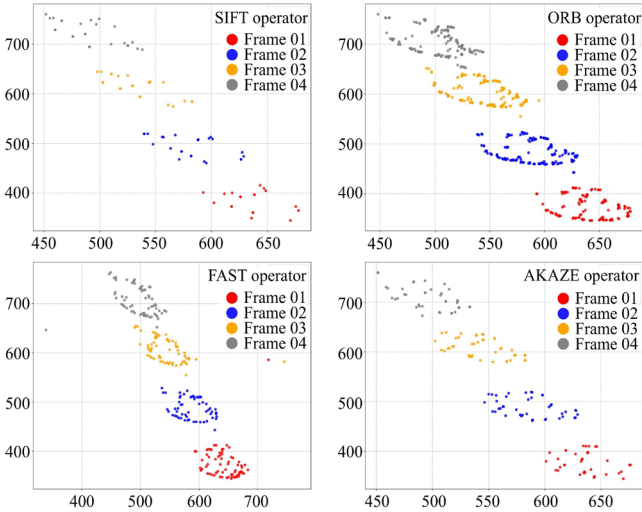 SIFT operator
Frame 01
Frame 02
Frame 03
Frame 04
700
600
500
400
450 500 550 600 650
ORB operator
Frame 01
Frame 02
Frame 03
Frame 04
700
600
500
400
450 500 550 600 650
FAST operator
Frame 01
Frame 02
Frame 03
Frame 04
700
600
500
400
400 500 600 700
AKAZE operator
Frame 01
Frame 02
Frame 03
Frame 04
700
600
500
400
450 500 550 600 650